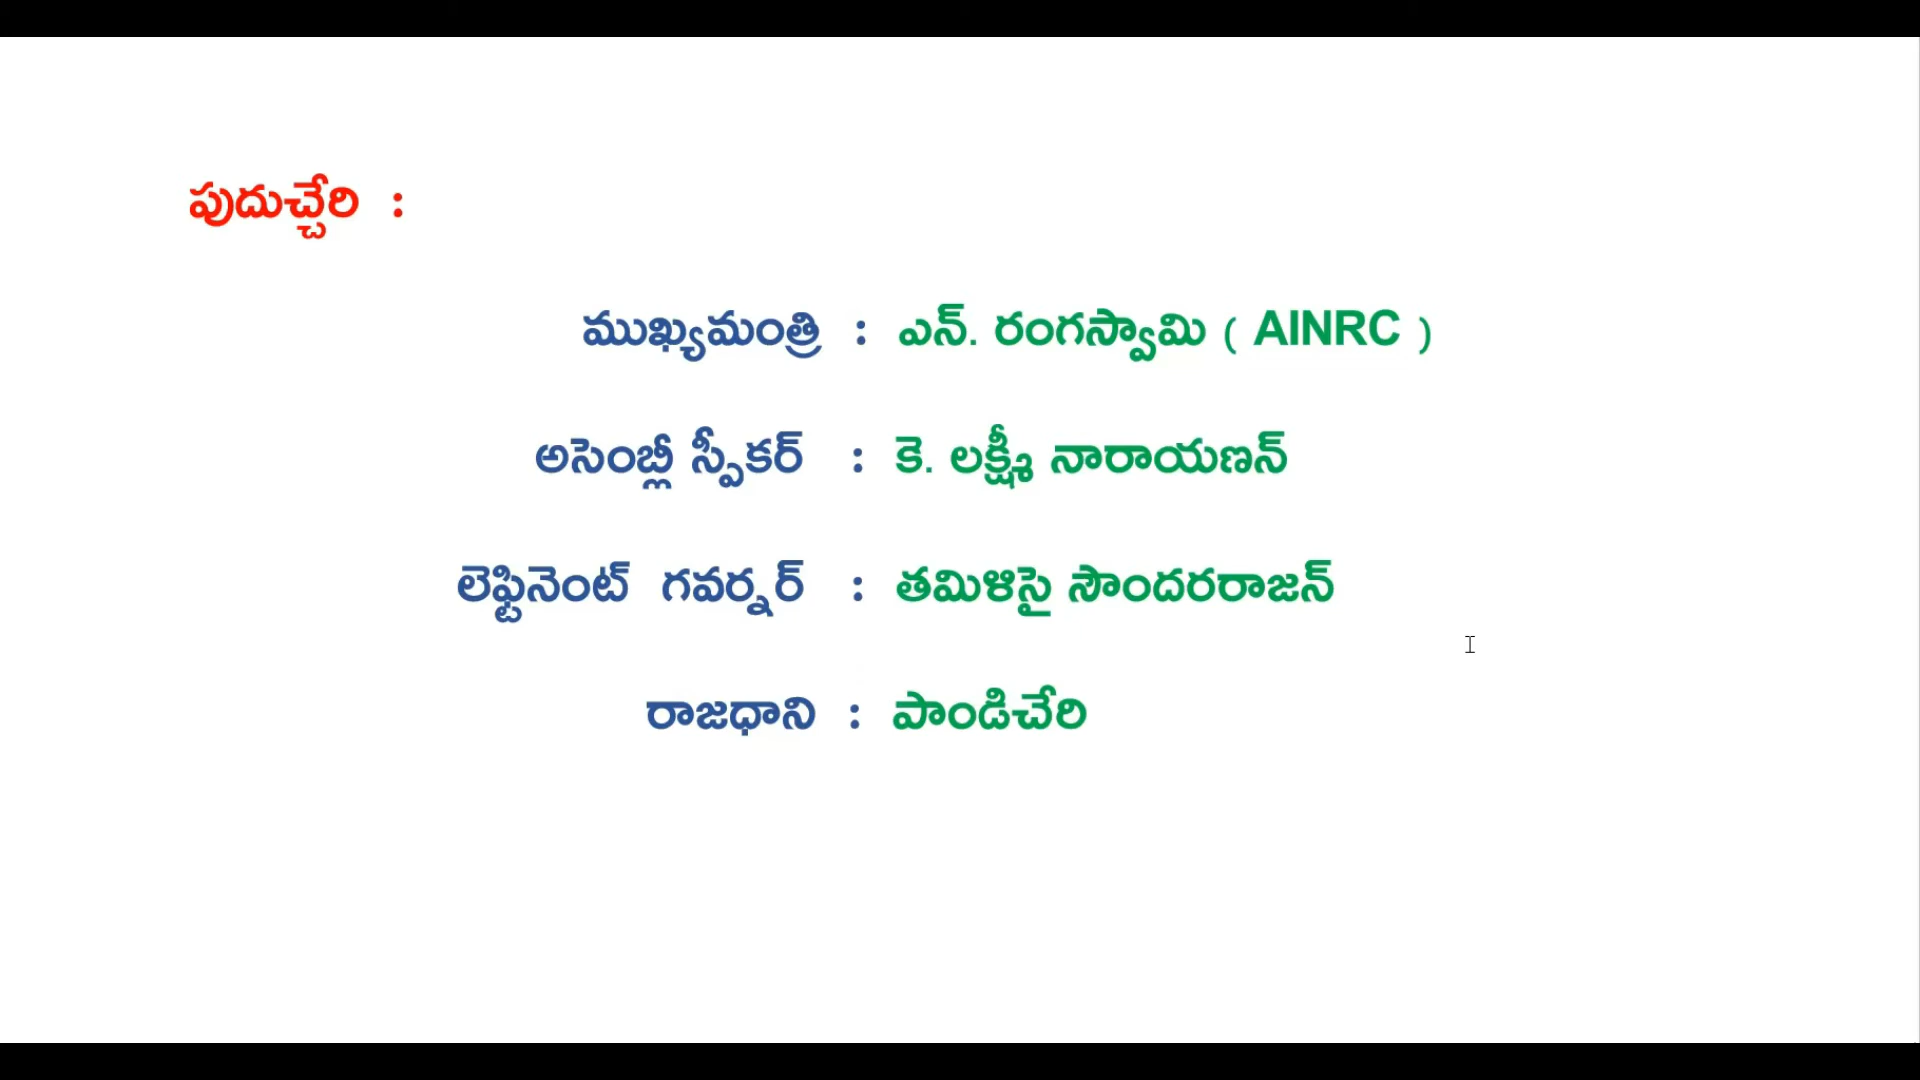 పుదుచ్చేరి :
ముఖ్యమంత్రి : ఎన్. రంగస్వామి ( AINRC )
అసెంబ్లీ స్పీకర్ : కె. లక్ష్మీ నారాయణన్
లెఫ్టినెంట్ గవర్నర్ : తమిళిసై సౌందరరాజన్
రాజధాని : పాండిచేరి